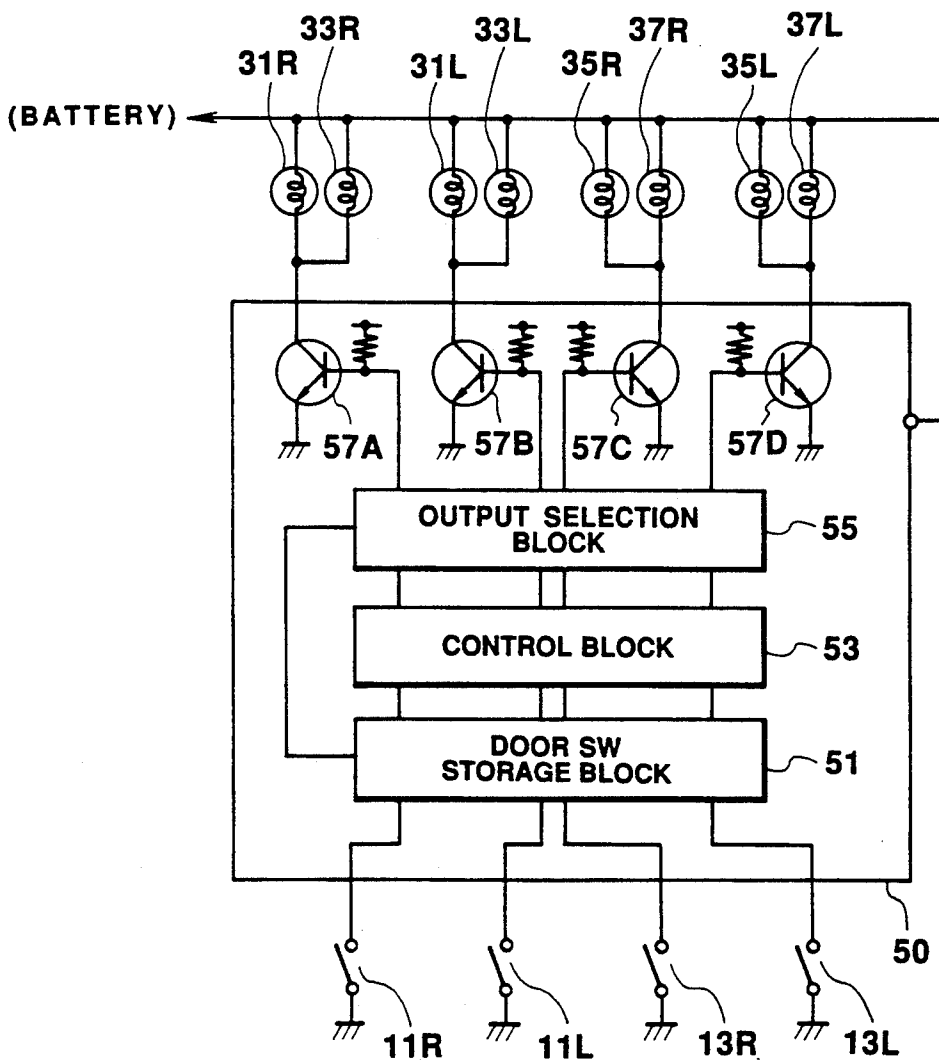 33R 33L 37R 37L
31R 31L 35R 35L
(BATTERY)
57A 57B 57C 57D
OUTPUT SELECTION
BLOCK
55
CONTROL BLOCK
53
DOOR SW
STORAGE BLOCK
51
50
11R 11L 13R 13L